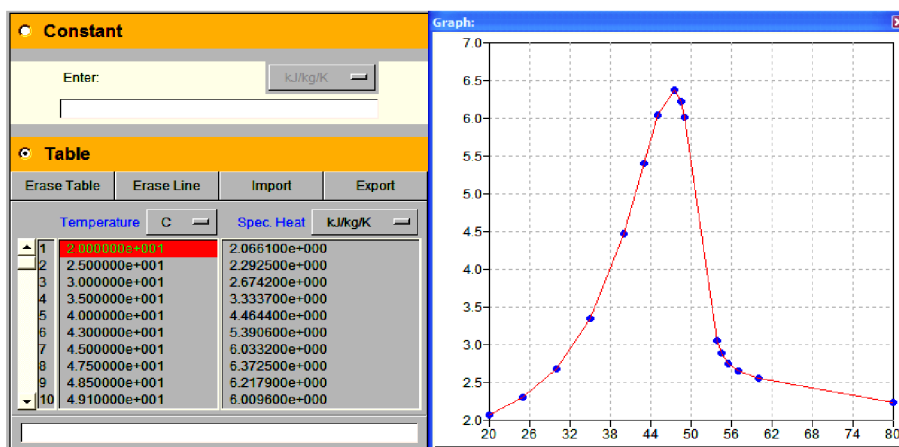 Constant
Enter:
kJ/kg/K
Table
Erase Table Erase Line Import Export
Temperature C Spec. Heat kJ/kg/K
1 2.000000e+001 2.066100e+000
2 2.500000e+001 2.292500e+000
3 3.000000e+001 2.674200e+000
4 3.500000e+001 3.333700e+000
5 4.000000e+001 4.464400e+000
6 4.300000e+001 5.390600e+000
7 4.500000e+001 6.033200e+000
8 4.750000e+001 6.372500e+000
9 4.850000e+001 6.217900e+000
10 4.910000e+001 6.009600e+000
Graph:
7.0
6.5
6.0
5.5
5.0
4.5
4.0
3.5
3.0
2.5
2.0
20 26 32 38 44 50 56 62 68 74 80